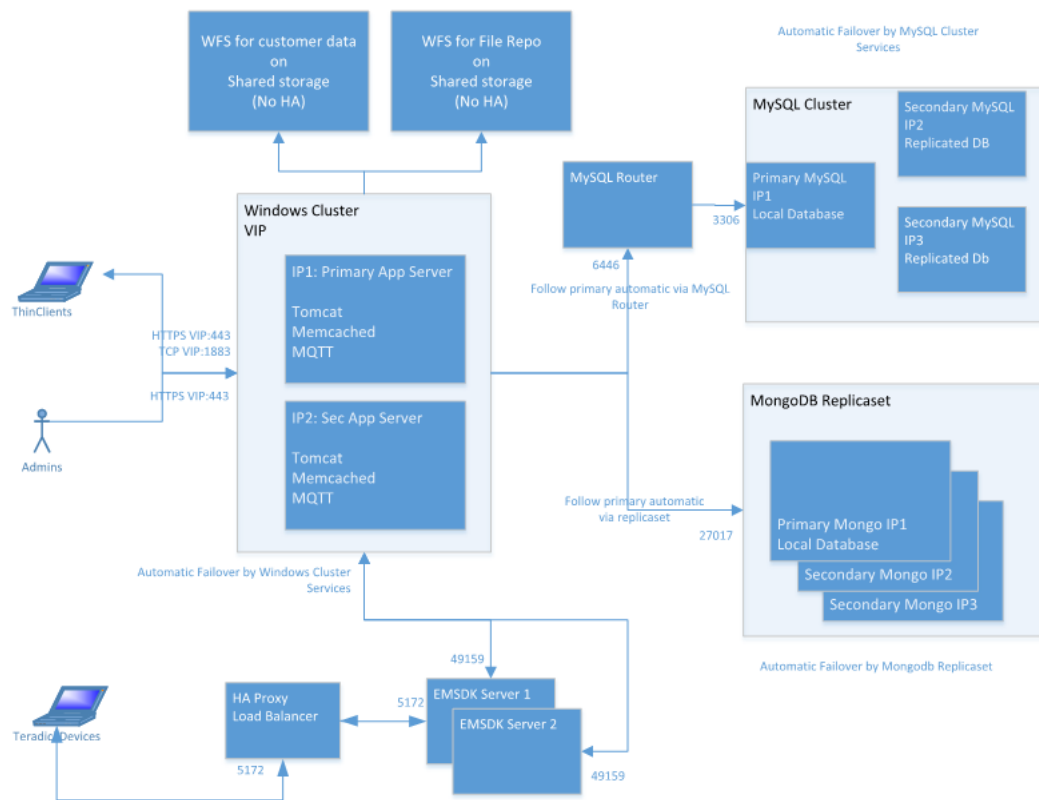 WFS for customer data
on
Shared storage
(No HA)
WFS for File Repo
on
Shared storage
(No HA)
Automatic Failover by MySQL Cluster
Services
MySQL Cluster
Secondary MySQL
IP2
Replicated DB
Primary MySQL
IP1
Local Database
Secondary MySQL
IP3
Replicated Db
MySQL Router
3306
6446
Follow primary automatic via MySQL
Router
Windows Cluster
VIP
IP1: Primary App Server
Tomcat
Memcached
MQTT
IP2: Sec App Server
Tomcat
Memcached
MQTT
ThinClients
HTTPS VIP:443
TCP VIP:1883
HTTPS VIP:443
Admins
MongoDB Replicaset
Primary Mongo IP1
Local Database
Secondary Mongo IP2
Secondary Mongo IP3
Follow primary automatic
via replicaset
27017
Automatic Failover by Mongodb Replicaset
Automatic Failover by Windows Cluster
Services
49159
EMSDK Server 1
EMSDK Server 2
49159
5172
HA Proxy
Load Balancer
5172
Teradici Devices